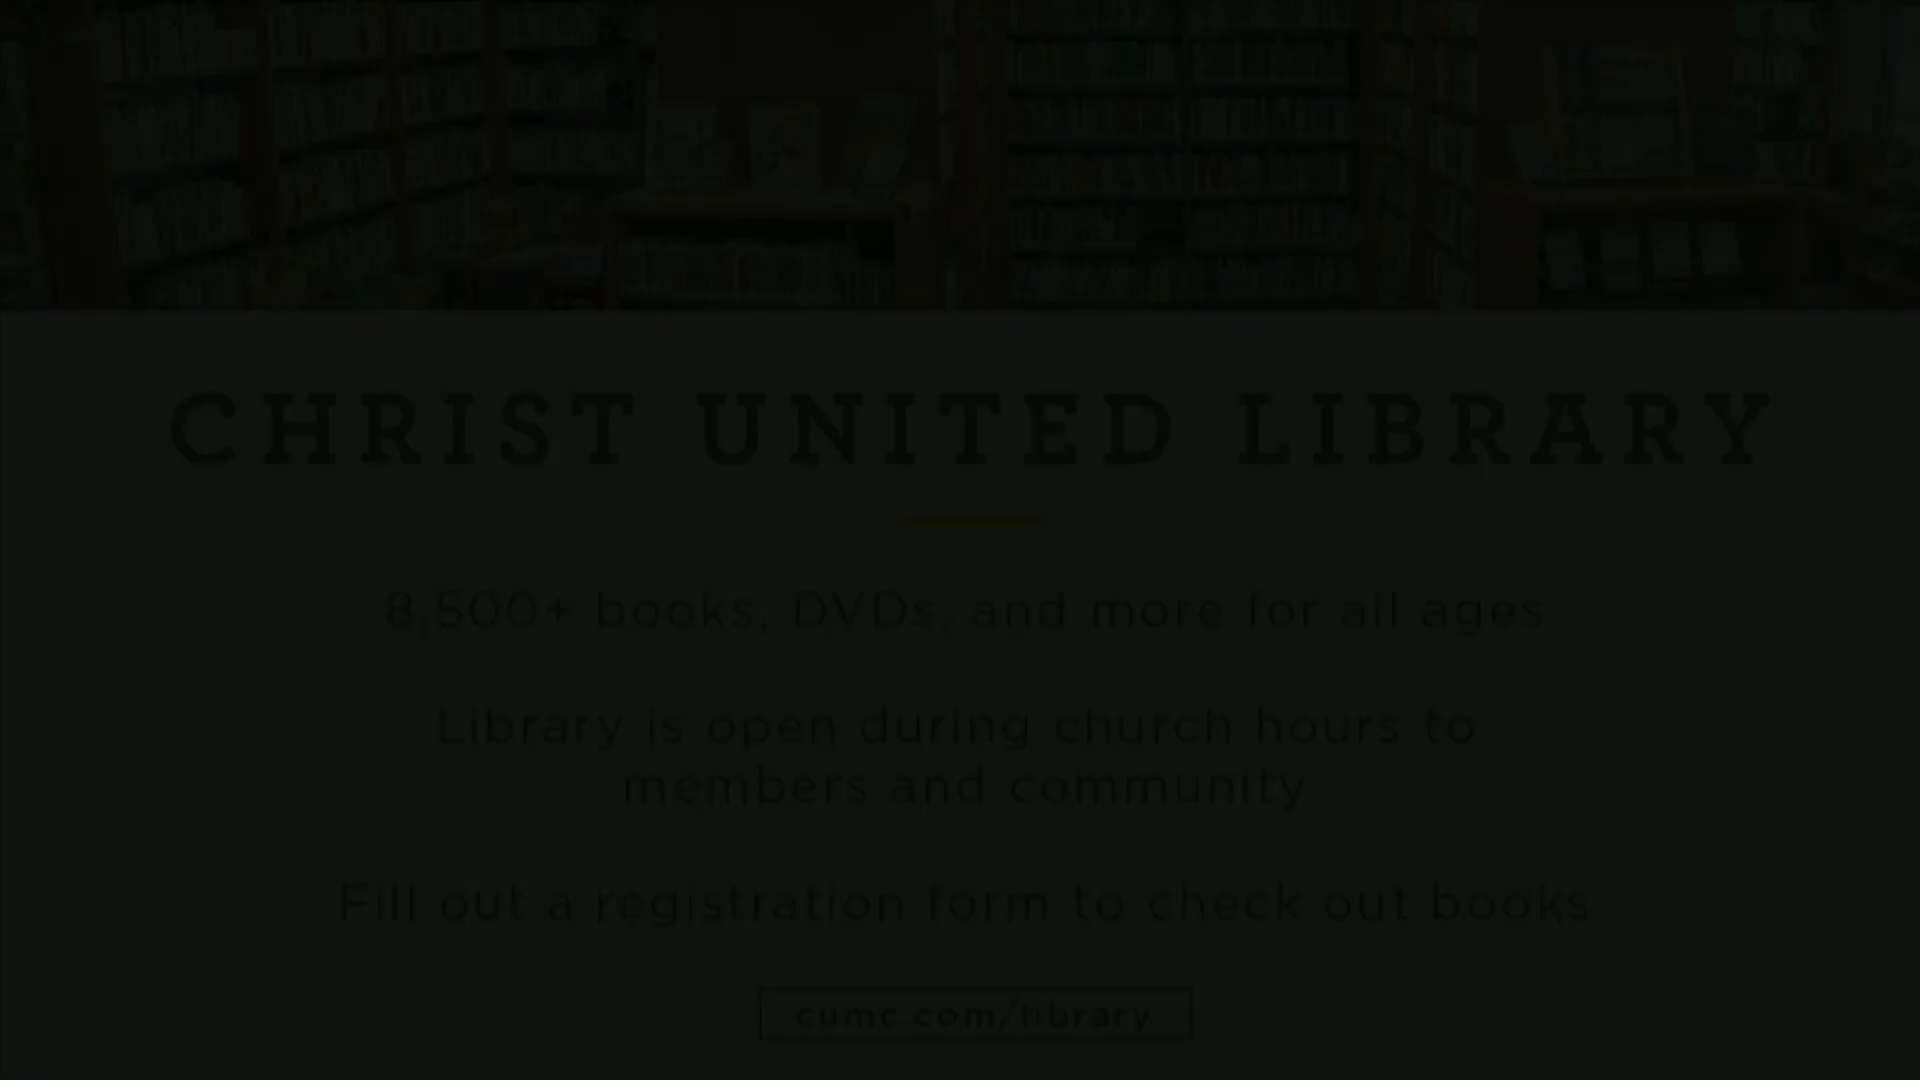 CHRIST UNITED LIBRARY
8,500+ books, DVDs, and more for all ages
Library is open during church hours to
members and community
Fill out a registration form to check out books
cumc.com/library